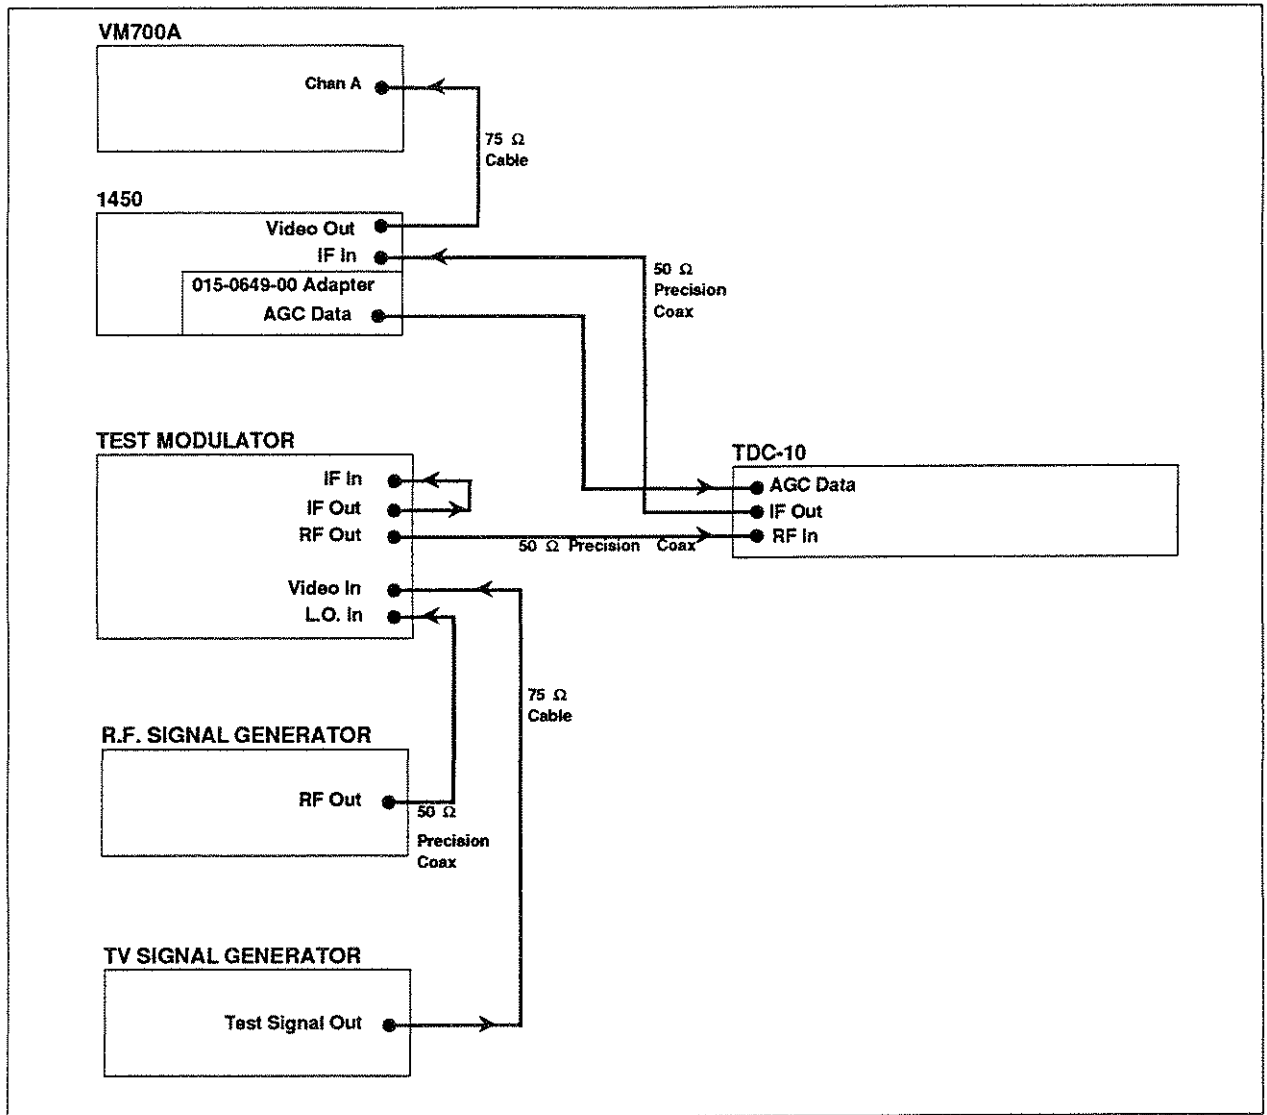 VM700A
Chan A
75 Ω
Cable
1450
Video Out
IF In
015-0649-00 Adapter
AGC Data
50 Ω
Precision
Coax
TEST MODULATOR
IF In
IF Out
RF Out
Video In
L.O. In
50 Ω Precision Coax
TDC-10
AGC Data
IF Out
RF In
75 Ω
Cable
R.F. SIGNAL GENERATOR
RF Out
50 Ω
Precision
Coax
TV SIGNAL GENERATOR
Test Signal Out